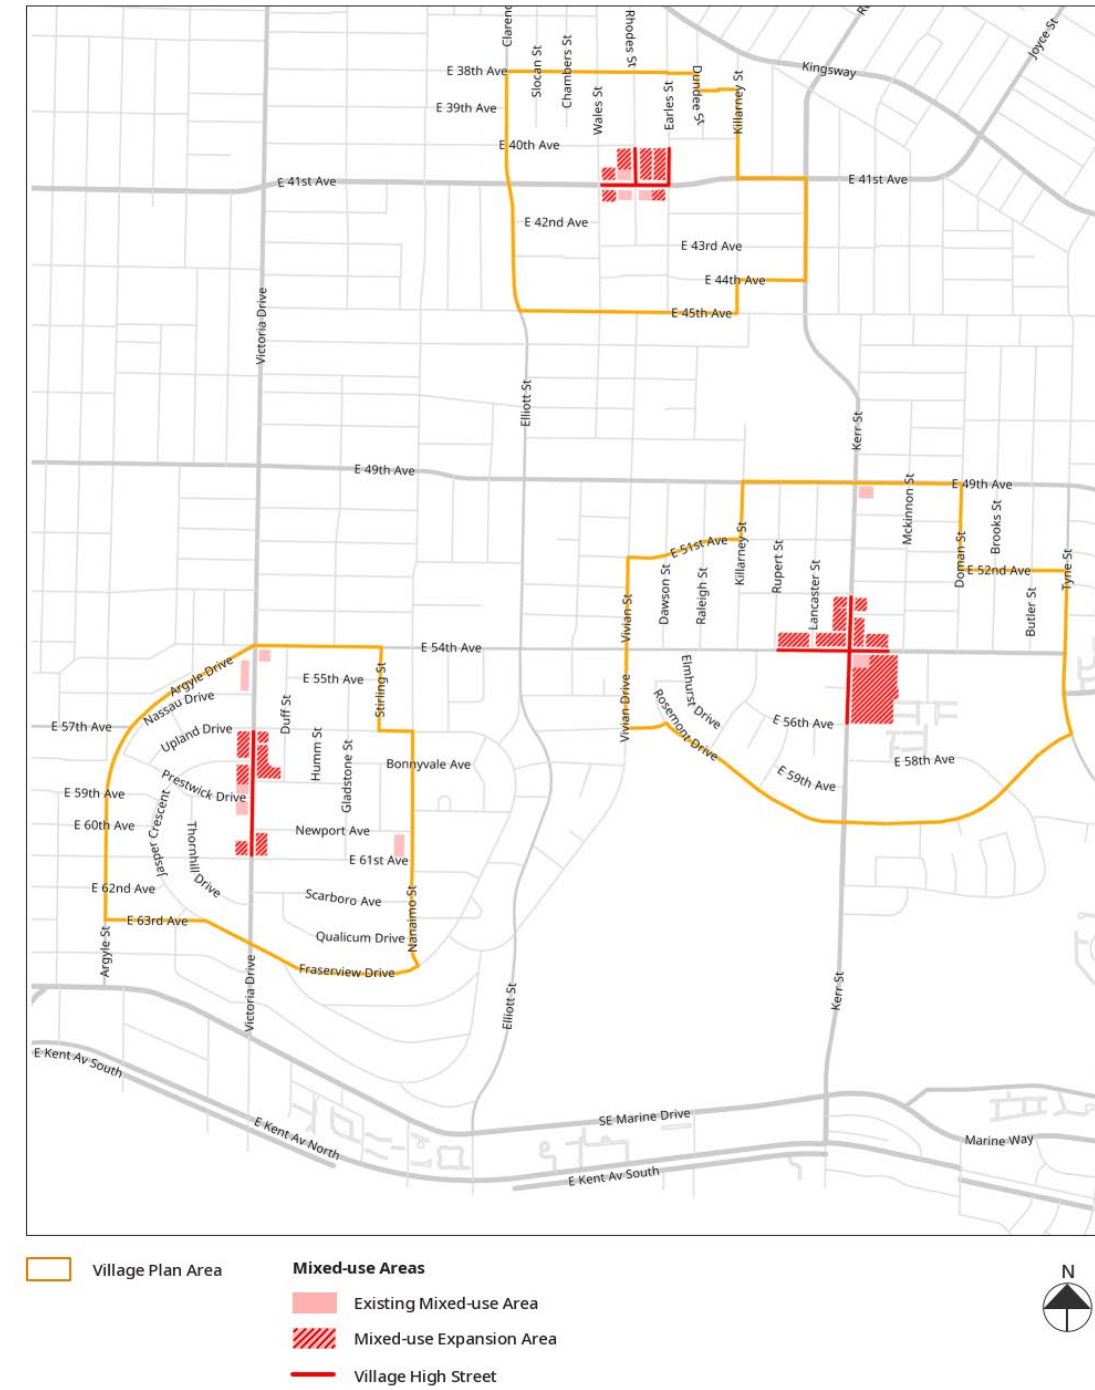 Clarenc
Rhodes St
Joyce St
Slocan St
Chambers St
Kingsway
E 38th Ave
Dundee St
Killarney St
Wales St
Earles St
E 39th Ave
E 40th Ave
E 41st Ave
E 41st Ave
E 42nd Ave
E 43rd Ave
E 44th Ave
E 45th Ave
Victoria Drive
Elliott St
Kerr St
E 49th Ave
E 49th Ave
Mckinnon St
Brooks St
Doman St
E 51st Ave
Killarney St
Rupert St
E 52nd Ave
Tyne St
Dawson St
Raleigh St
Lancaster St
Butler St
Vivian St
E 54th Ave
Argyle Drive
E 55th Ave
Stirling St
Nassau Drive
Duff St
Elmhurst Drive
Rosemont Drive
Vivian Drive
E 56th Ave
E 57th Ave
Upland Drive
Humm St
Gladstone St
Bonnyvale Ave
E 58th Ave
E 59th Ave
Prestwick Drive
E 59th Ave
E 60th Ave
Jasper Crescent
Thornhill Drive
Newport Ave
E 61st Ave
E 62nd Ave
Scarboro Ave
E 63rd Ave
Nanaimo St
Qualicum Drive
Argyle St
Fraserview Drive
Victoria Drive
Elliott St
Kerr St
E Kent Av South
E Kent Av North
SE Marine Drive
Marine Way
E Kent Av South
Village Plan Area
Mixed-use Areas
Existing Mixed-use Area
Mixed-use Expansion Area
Village High Street
N